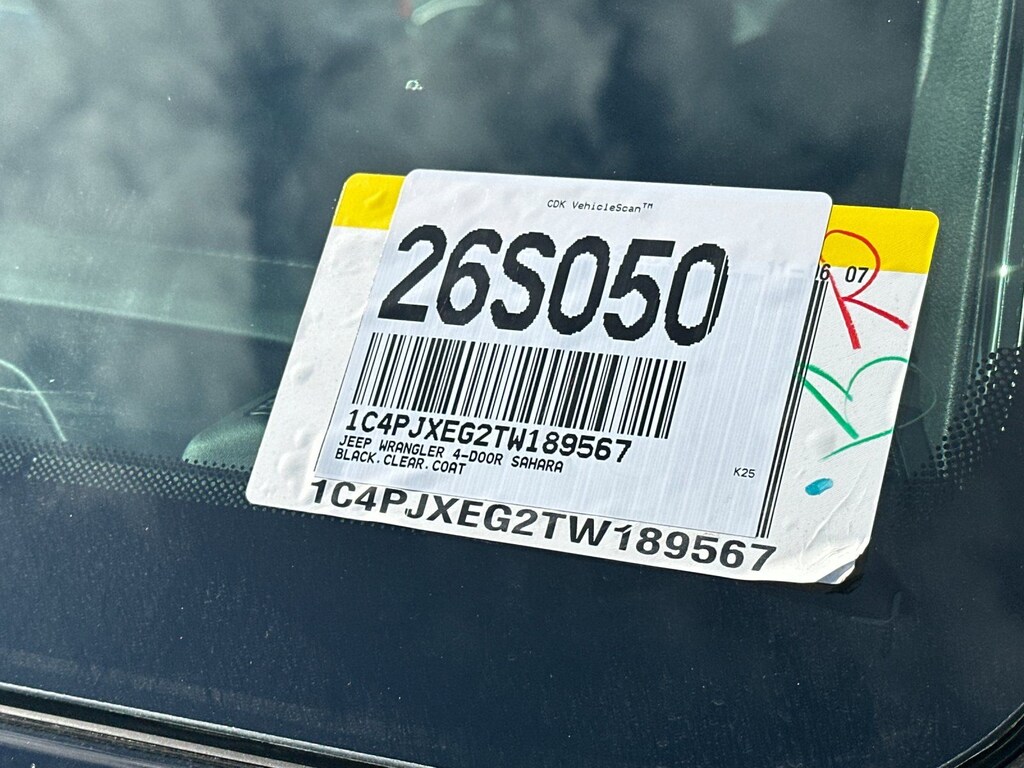 CDK VehicleScan™
26S050
6 07
R
1C4PJXEG2TW189567
JEEP WRANGLER 4-DOOR SAHARA
BLACK.CLEAR.COAT
K25
1C4PJXEG2TW189567